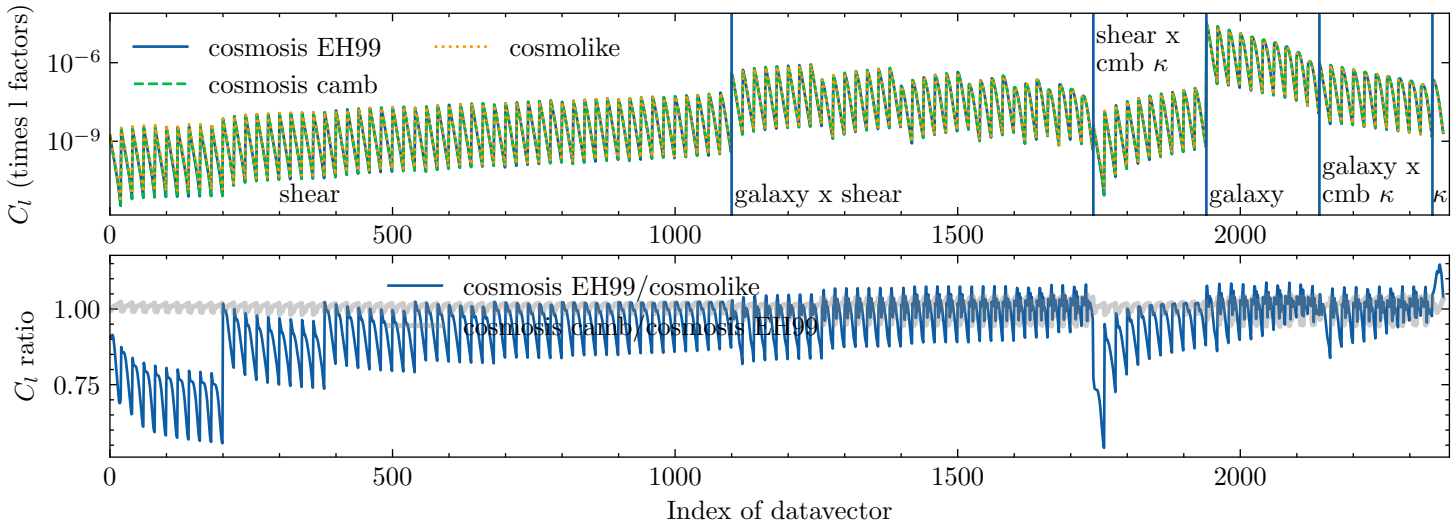 C_l (times l factors)
10⁻⁶
10⁻⁹
cosmosis EH99
cosmolike
cosmosis camb
shear
galaxy x shear
shear x
cmb κ
galaxy
galaxy x
cmb κ
κ
0
500
1000
1500
2000
C_l ratio
1.00
0.75
cosmosis EH99/cosmolike
cosmosis camb/cosmosis EH99
0
500
1000
1500
2000
Index of datavector